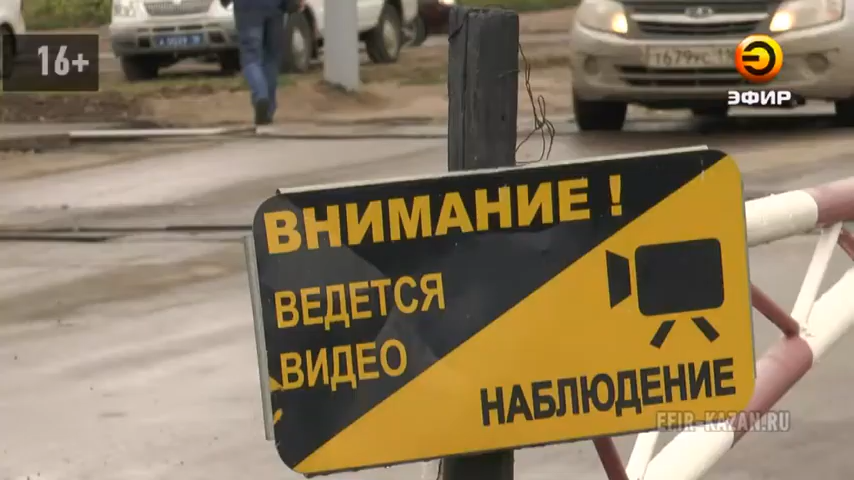 16+
ЭФИР
ВНИМАНИЕ !
ВЕДЕТСЯ
ВИДЕО
НАБЛЮДЕНИЕ
EFIR-KAZAN.RU